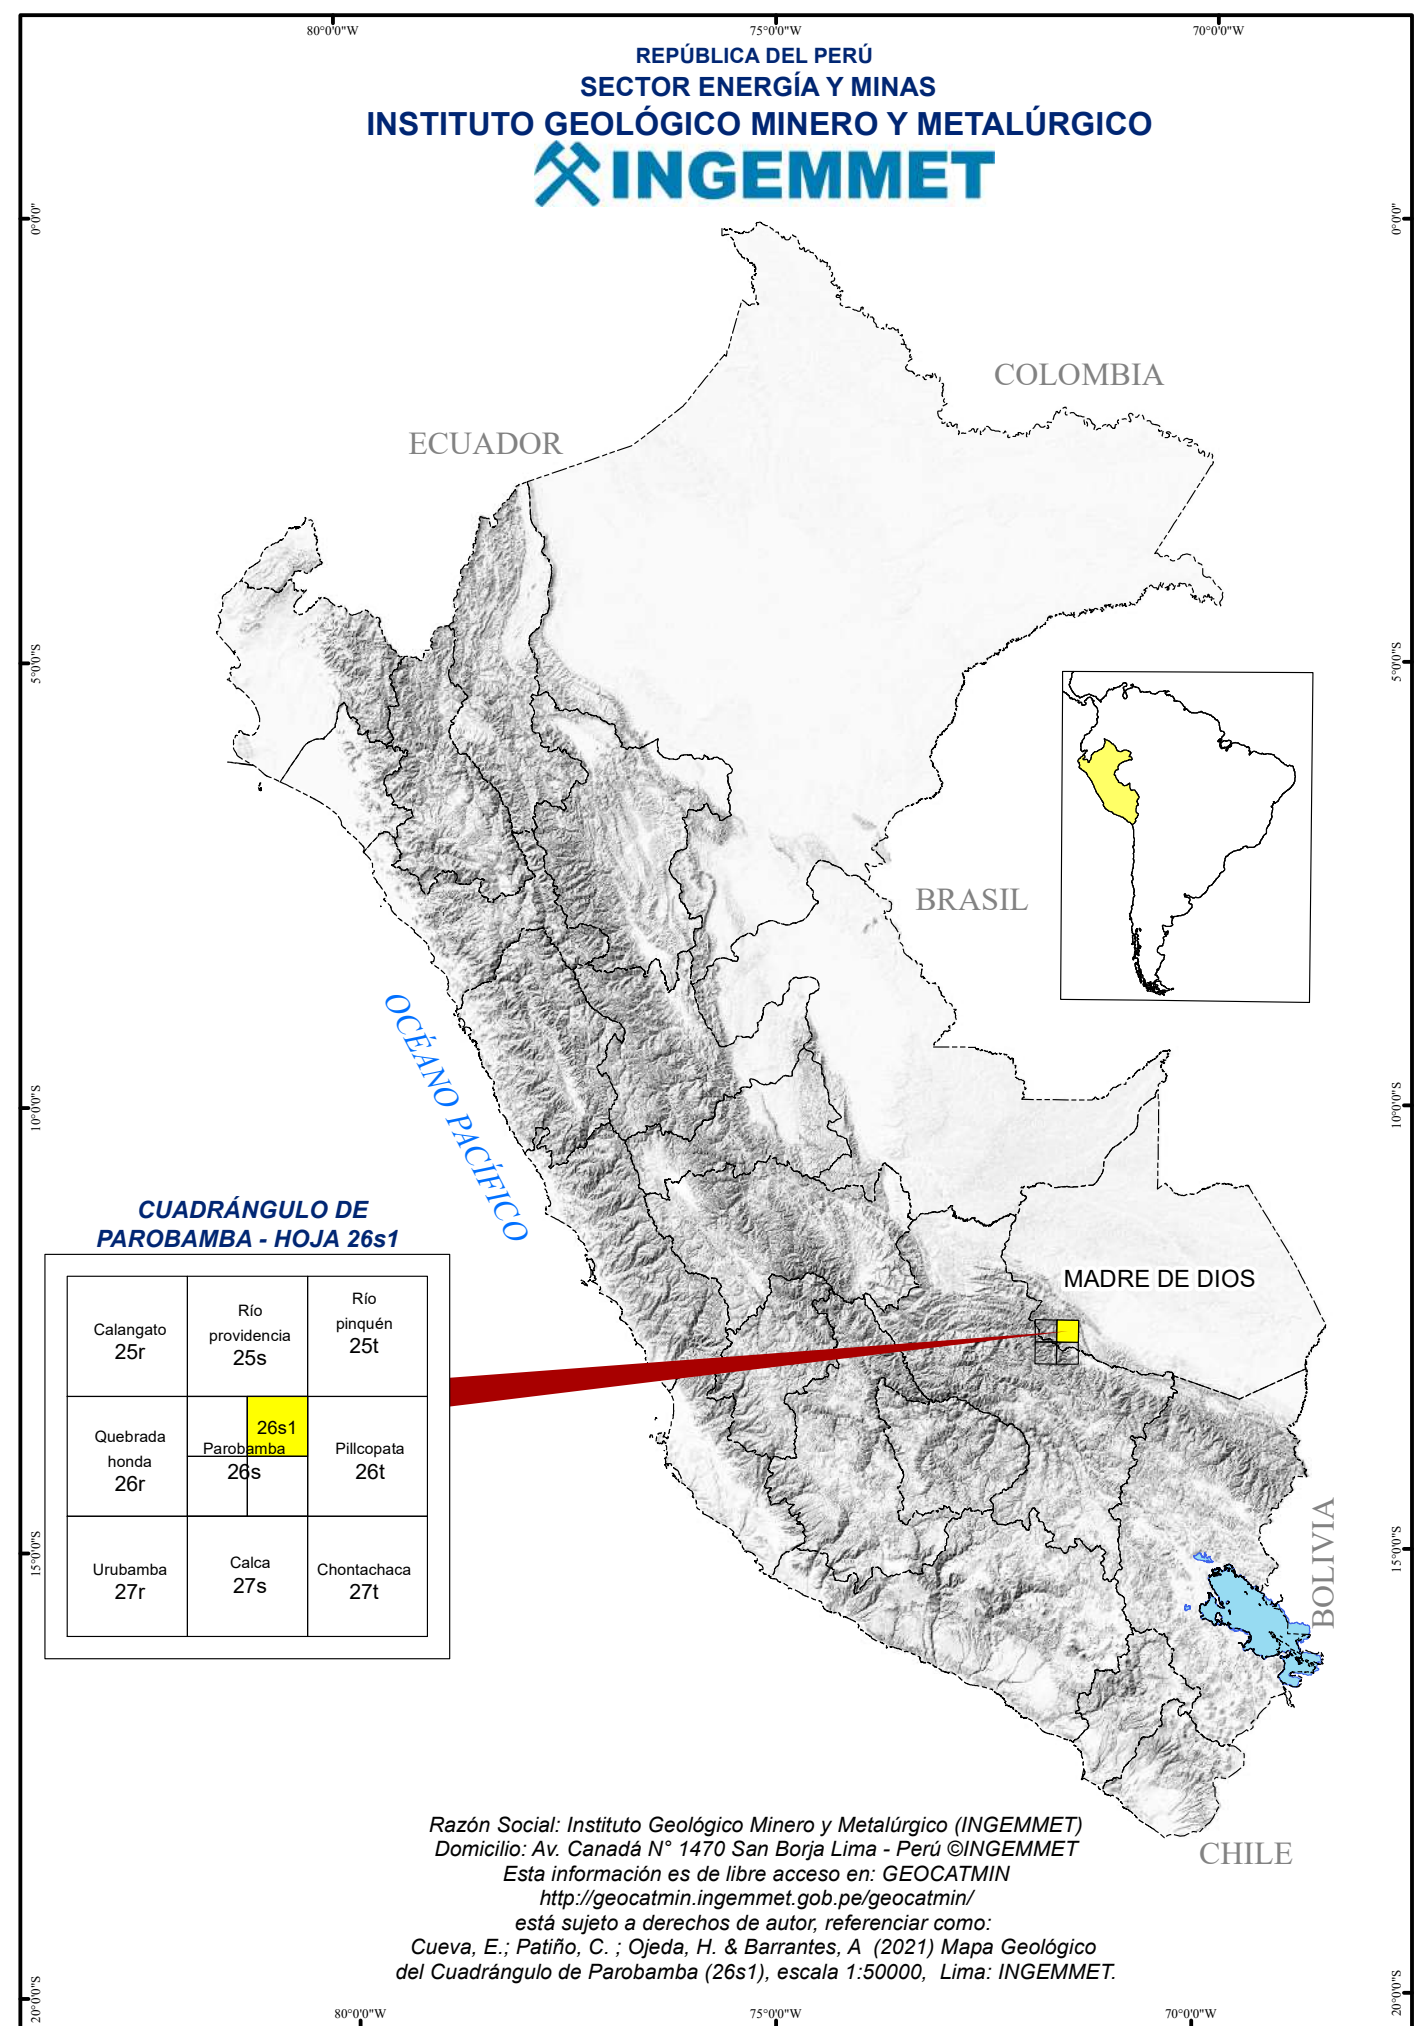 80°0'0"W
75°0'0"W
70°0'0"W
REPÚBLICA DEL PERÚ
SECTOR ENERGÍA Y MINAS
INSTITUTO GEOLÓGICO MINERO Y METALÚRGICO
INGEMMET
0°0'0"
0°0'0"
COLOMBIA
ECUADOR
5°0'0"S
5°0'0"S
BRASIL
OCÉANO PACÍFICO
10°0'0"S
10°0'0"S
CUADRÁNGULO DE
PAROBAMBA - HOJA 26s1
MADRE DE DIOS
Calangato
25r
Río
providencia
25s
Río
pinquén
25t
Quebrada
honda
26r
26s1
Parobamba
26s
Pillcopata
26t
Urubamba
27r
Calca
27s
Chontachaca
27t
15°0'0"S
15°0'0"S
BOLIVIA
CHILE
Razón Social: Instituto Geológico Minero y Metalúrgico (INGEMMET)
Domicilio: Av. Canadá N° 1470 San Borja Lima - Perú ©INGEMMET
Esta información es de libre acceso en: GEOCATMIN
http://geocatmin.ingemmet.gob.pe/geocatmin/
está sujeto a derechos de autor, referenciar como:
Cueva, E.; Patiño, C. ; Ojeda, H. & Barrantes, A (2021) Mapa Geológico
del Cuadrángulo de Parobamba (26s1), escala 1:50000, Lima: INGEMMET.
20°0'0"S
20°0'0"S
80°0'0"W
75°0'0"W
70°0'0"W